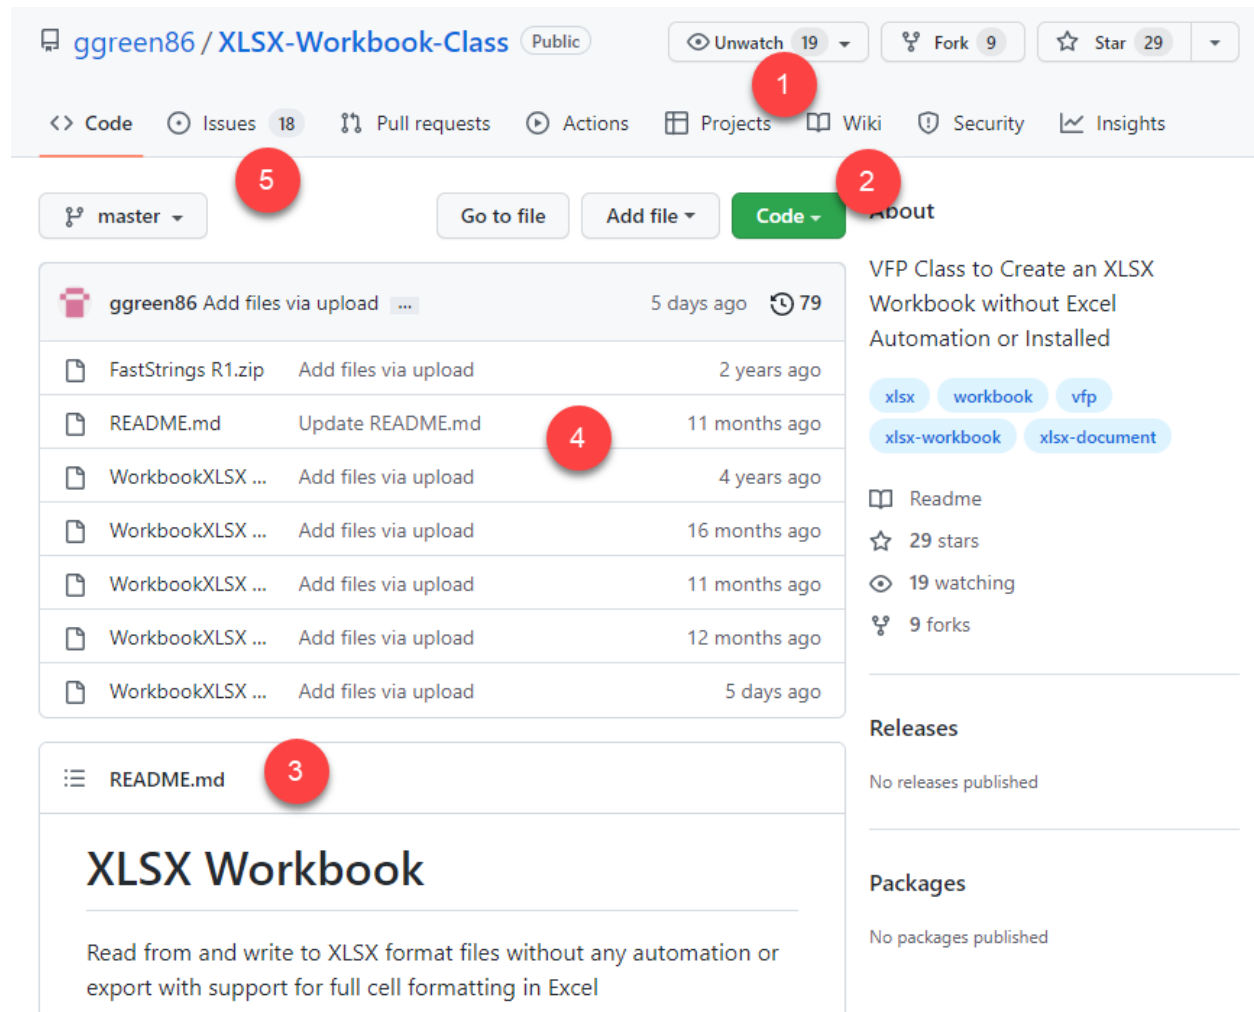 ggreen86 / XLSX-Workbook-Class Public Unwatch 19 Fork 9 Star 29
1
Code Issues 18 Pull requests Actions Projects Wiki Security Insights
5
2
master Go to file Add file Code About
VFP Class to Create an XLSX
Workbook without Excel
Automation or Installed
ggreen86 Add files via upload ... 5 days ago 79
FastStrings R1.zip Add files via upload 2 years ago
README.md Update README.md 11 months ago
4
WorkbookXLSX ... Add files via upload 4 years ago
WorkbookXLSX ... Add files via upload 16 months ago
WorkbookXLSX ... Add files via upload 11 months ago
WorkbookXLSX ... Add files via upload 12 months ago
WorkbookXLSX ... Add files via upload 5 days ago
xlsx workbook vfp
xlsx-workbook xlsx-document
Readme
29 stars
19 watching
9 forks
Releases
No releases published
Packages
No packages published
README.md 3
XLSX Workbook
Read from and write to XLSX format files without any automation or
export with support for full cell formatting in Excel